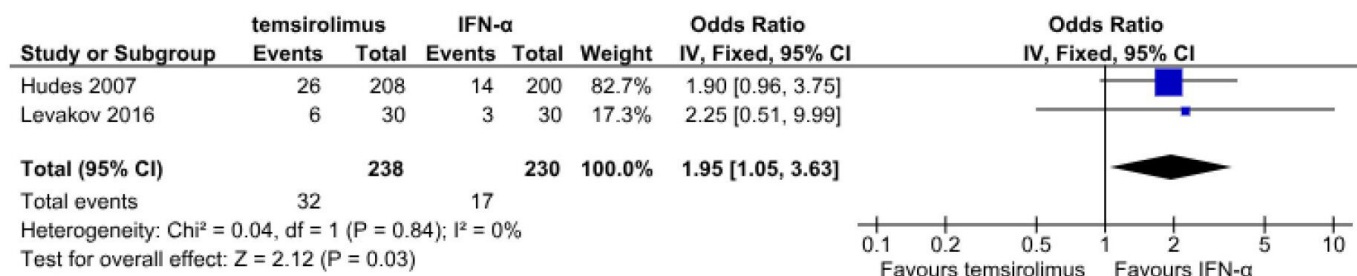 temsirolimus IFN-α Odds Ratio Odds Ratio
Study or Subgroup Events Total Events Total Weight IV, Fixed, 95% CI IV, Fixed, 95% CI
Hudes 2007 26 208 14 200 82.7% 1.90 [0.96, 3.75]
Levakov 2016 6 30 3 30 17.3% 2.25 [0.51, 9.99]
Total (95% CI) 238 230 100.0% 1.95 [1.05, 3.63]
Total events 32 17
Heterogeneity: Chi² = 0.04, df = 1 (P = 0.84); I² = 0%
0.1 0.2 0.5 1 2 5 10
Test for overall effect: Z = 2.12 (P = 0.03)
Favours temsirolimus Favours IFN-α